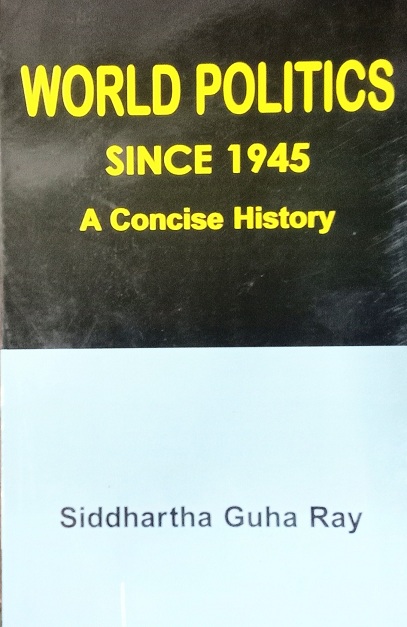 WORLD POLITICS
SINCE 1945
A Concise History
Siddhartha Guha Ray